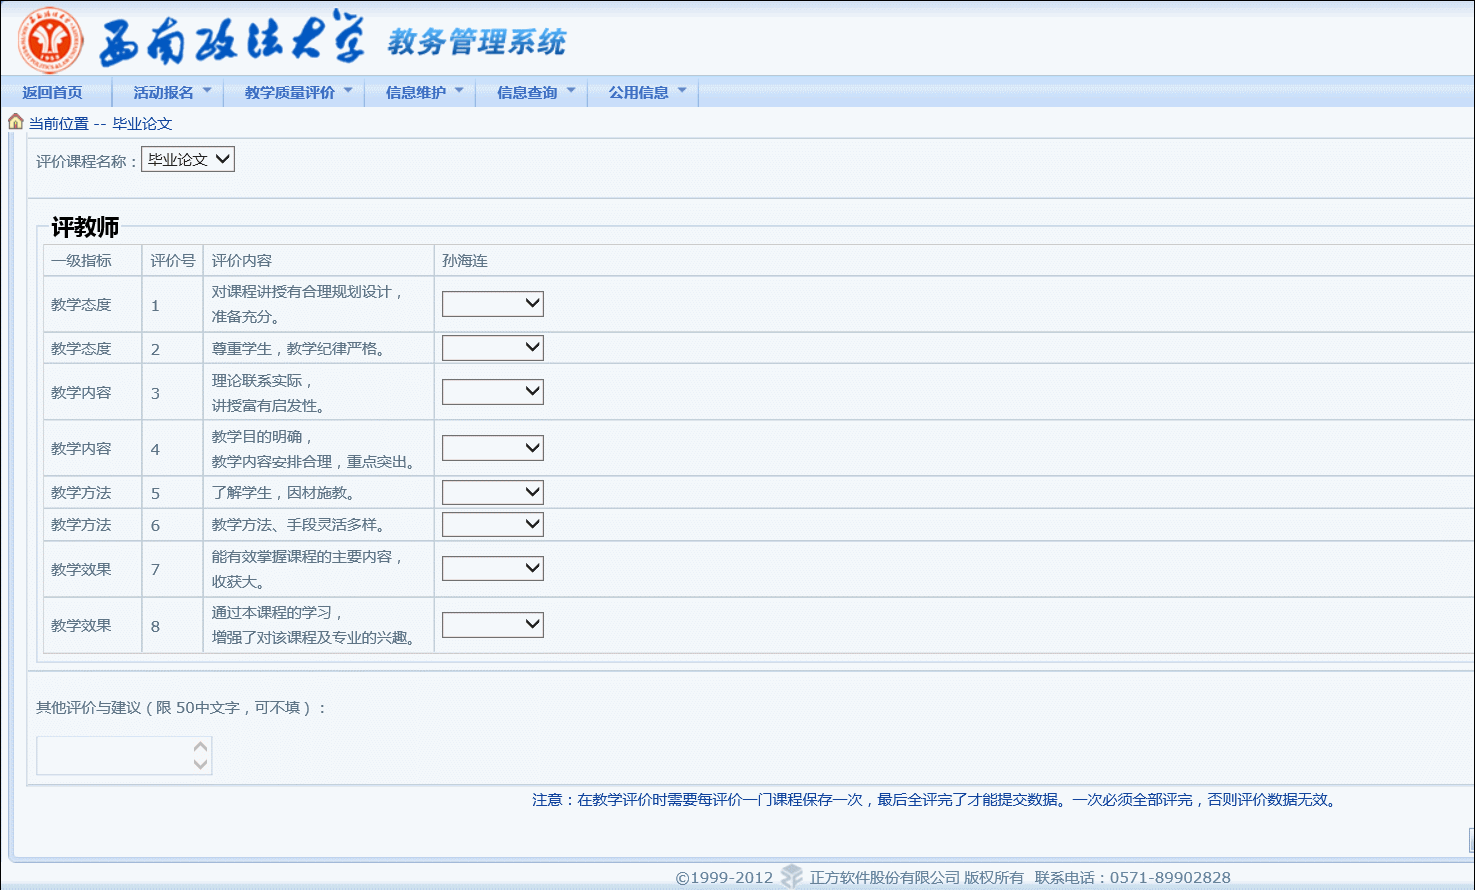 西南政法大学 教务管理系统
返回首页 活动报名 教学质量评价 信息维护 信息查询 公用信息
当前位置 -- 毕业论文
评价课程名称： 毕业论文
评教师
一级指标 评价号 评价内容 孙海连
教学态度 1 对课程讲授有合理规划设计，
准备充分。
教学态度 2 尊重学生，教学纪律严格。
教学内容 3 理论联系实际，
讲授富有启发性。
教学内容 4 教学目的明确，
教学内容安排合理，重点突出。
教学方法 5 了解学生，因材施教。
教学方法 6 教学方法、手段灵活多样。
教学效果 7 能有效掌握课程的主要内容，
收获大。
教学效果 8 通过本课程的学习，
增强了对该课程及专业的兴趣。
其他评价与建议（限 50中文字，可不填）：
注意：在教学评价时需要每评价一门课程保存一次，最后全评完了才能提交数据。一次必须全部评完，否则评价数据无效。
©1999-2012 正方软件股份有限公司 版权所有 联系电话：0571-89902828